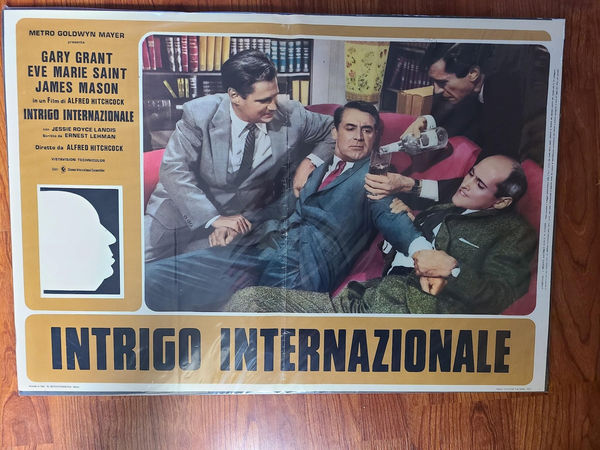 METRO GOLDWYN MAYER
presenta
GARY GRANT
EVE MARIE SAINT
JAMES MASON
in un Film di ALFRED HITCHCOCK
INTRIGO INTERNAZIONALE
con JESSIE ROYCE LANDIS
Scritto da ERNEST LEHMAN
Diretto da ALFRED HITCHCOCK
VISTAVISION TECHNICOLOR
INTRIGO INTERNAZIONALE